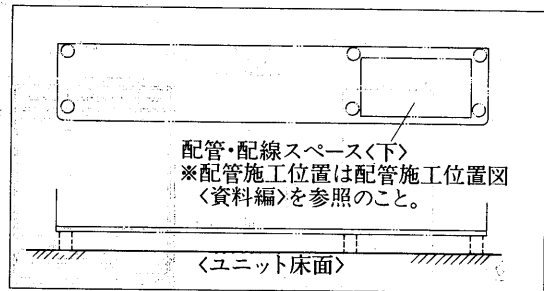 配管・配線スペース〈下〉
※配管施工位置は配管施工位置図
〈資料編〉を参照のこと。
〈ユニット床面〉